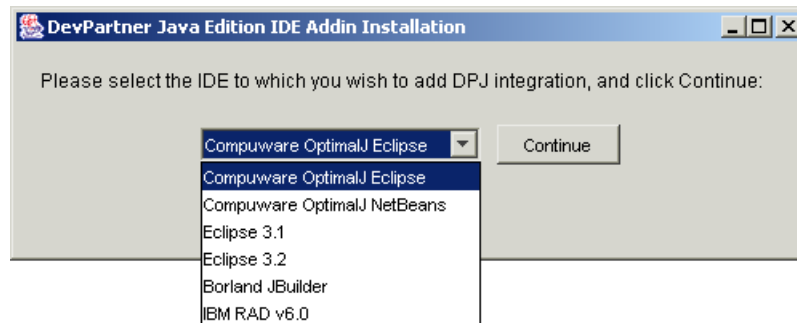 DevPartner Java Edition IDE Addin Installation
Please select the IDE to which you wish to add DPJ integration, and click Continue:
Compuware OptimalJ Eclipse Continue
Compuware OptimalJ Eclipse
Compuware OptimalJ NetBeans
Eclipse 3.1
Eclipse 3.2
Borland JBuilder
IBM RAD v6.0